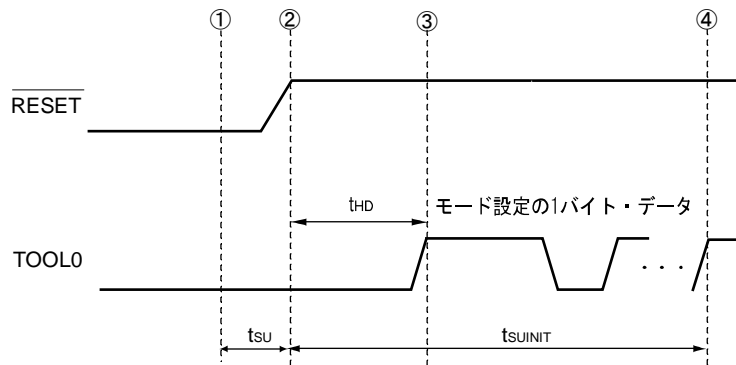 ① ② ③ ④
RESET
tHD モード設定の1バイト・データ
TOOL0
· · ·
tSU tSUINIT